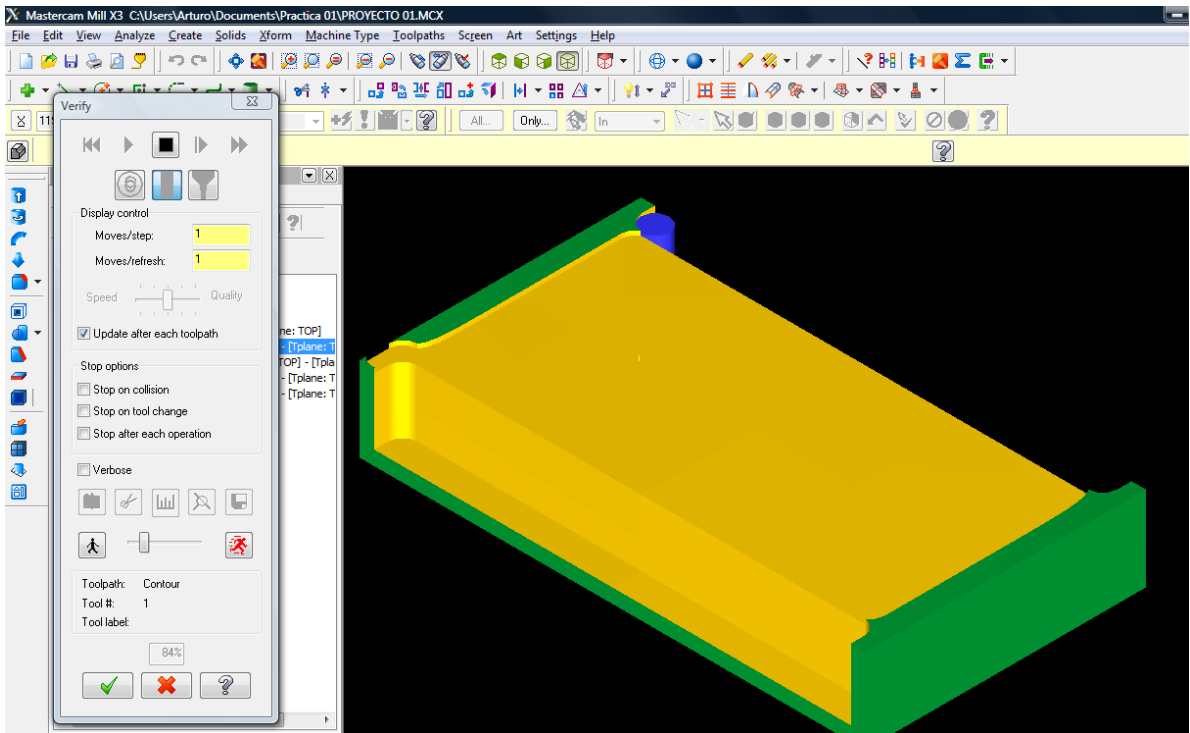 Mastercam Mill X3 C:\Users\Arturo\Documents\Practica 01\PROYECTO 01.MCX
File Edit View Analyze Create Solids Xform Machine Type Toolpaths Screen Art Settings Help
All... Only... In
Verify
Display control
Moves/step: 1
Moves/refresh: 1
Speed Quality
Update after each toolpath
Stop options
Stop on collision
Stop on tool change
Stop after each operation
Verbose
Toolpath: Contour
Tool #: 1
Tool label:
84%
ne: TOP]
- [Tplane: T
TOP] - [Tpla
- [Tplane: T
- [Tplane: T